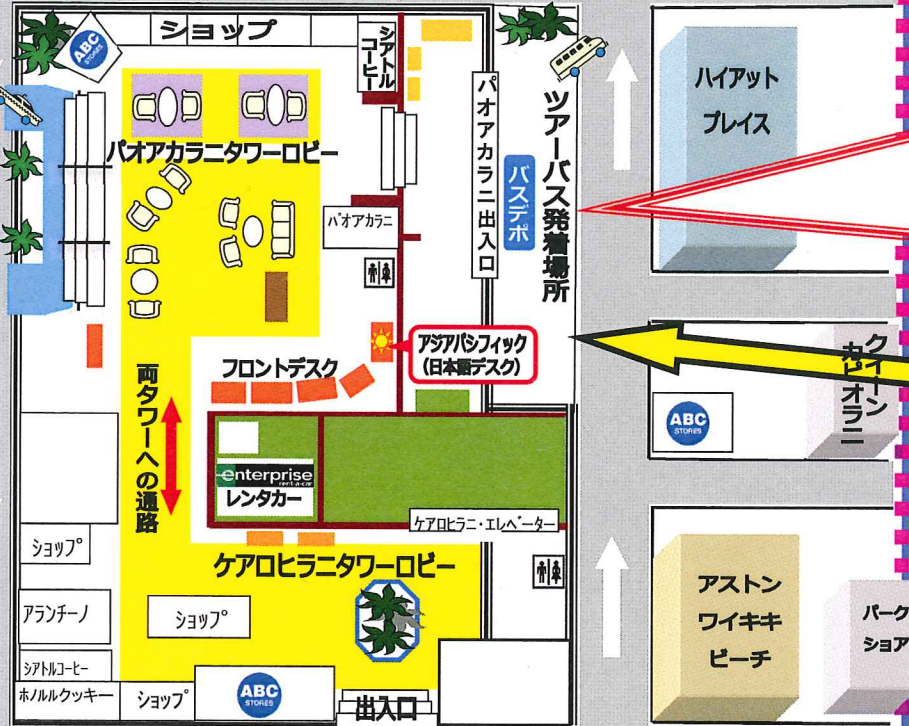 ショップ
ABC
STORES
シアトル
コーヒー
パオアカラニタワーロビー
パオアカラニ
パオアカラニ出入口
バスデポ
ツアーバス発着場所
ハイアット
プレイス
フロントデスク
アジアパシフィック
(日本語デスク)
両タワーへの通路
enterprise
rent-a-car
レンタカー
ケアロヒラニ・エレベーター
ケアロヒラニタワーロビー
ショップ
アランチーノ
ショップ
シアトルコーヒー
ホノルルクッキー
ショップ
ABC
STORES
出入口
ABC
STORES
クイーン
カピオラニ
アストン
ワイキキ
ビーチ
パーク
ショア